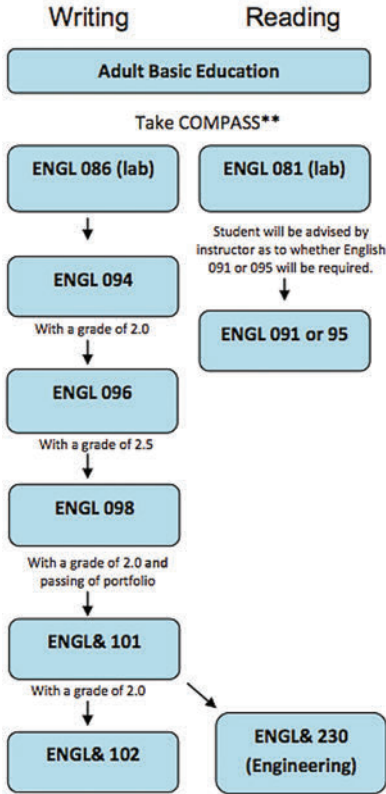 Writing Reading
Adult Basic Education
Take COMPASS**
ENGL 086 (lab)
ENGL 081 (lab)
Student will be advised by
instructor as to whether English
091 or 095 will be required.
ENGL 094
With a grade of 2.0
ENGL 091 or 95
ENGL 096
With a grade of 2.5
ENGL 098
With a grade of 2.0 and
passing of portfolio
ENGL& 101
With a grade of 2.0
ENGL& 102
ENGL& 230
(Engineering)